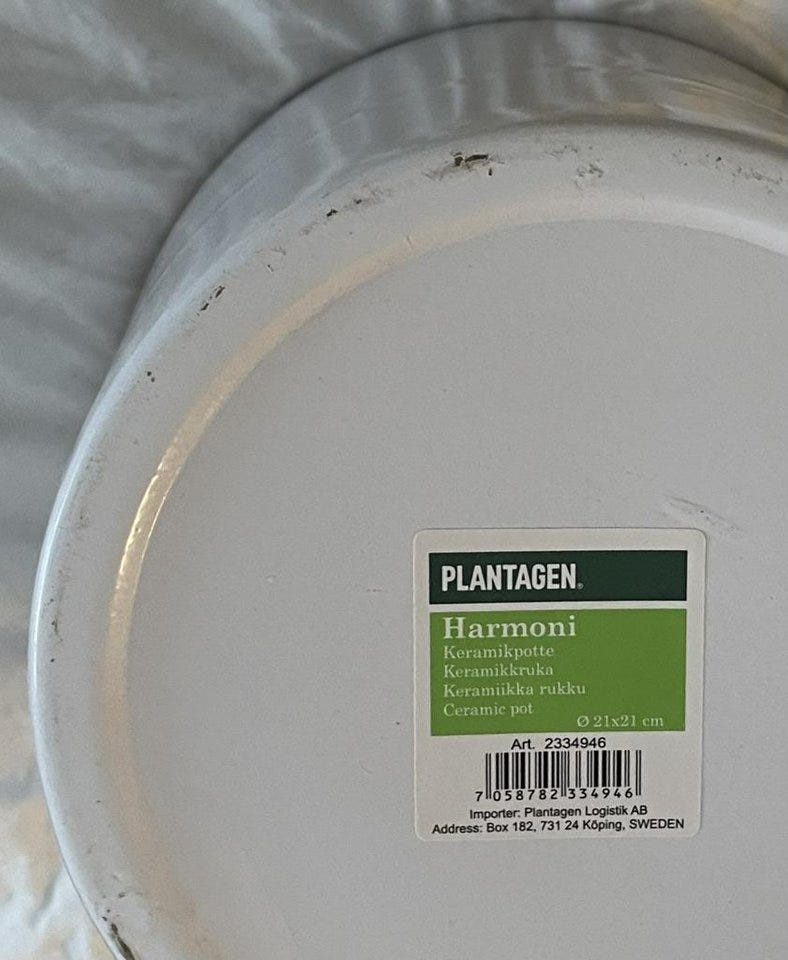 PLANTAGEN®
Harmoni
Keramikpotte
Keramikkruka
Keramiikka rukku
Ceramic pot
Ø 21x21 cm
Art. 2334946
7 058782 334946
Importer: Plantagen Logistik AB
Address: Box 182, 731 24 Köping, SWEDEN